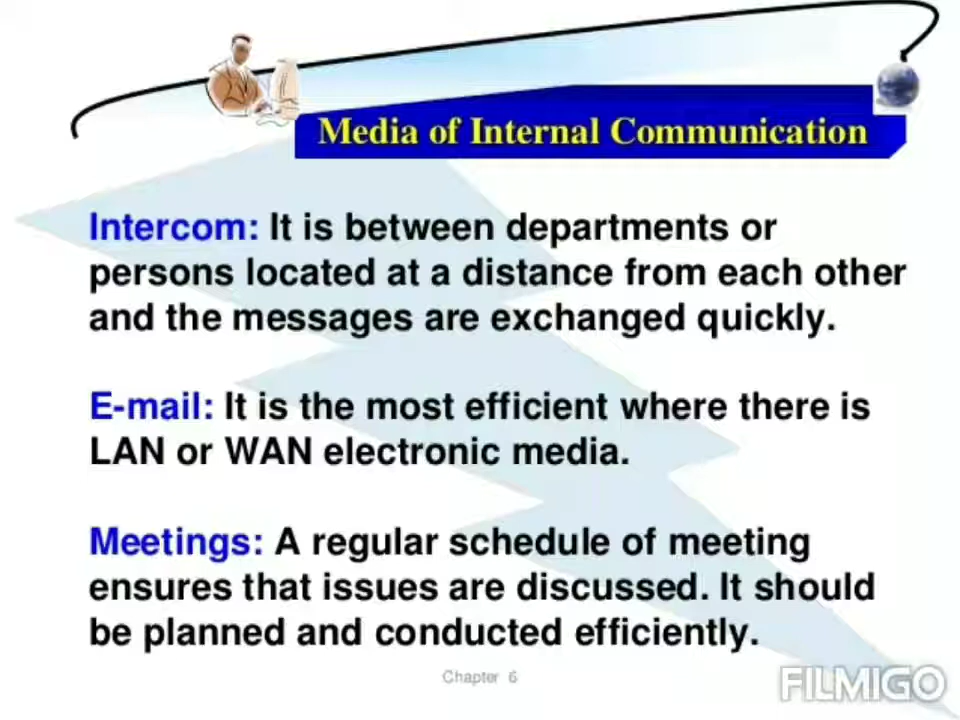 Media of Internal Communication
Intercom: It is between departments or
persons located at a distance from each other
and the messages are exchanged quickly.
E-mail: It is the most efficient where there is
LAN or WAN electronic media.
Meetings: A regular schedule of meeting
ensures that issues are discussed. It should
be planned and conducted efficiently.
Chapter 6
FILMIGO